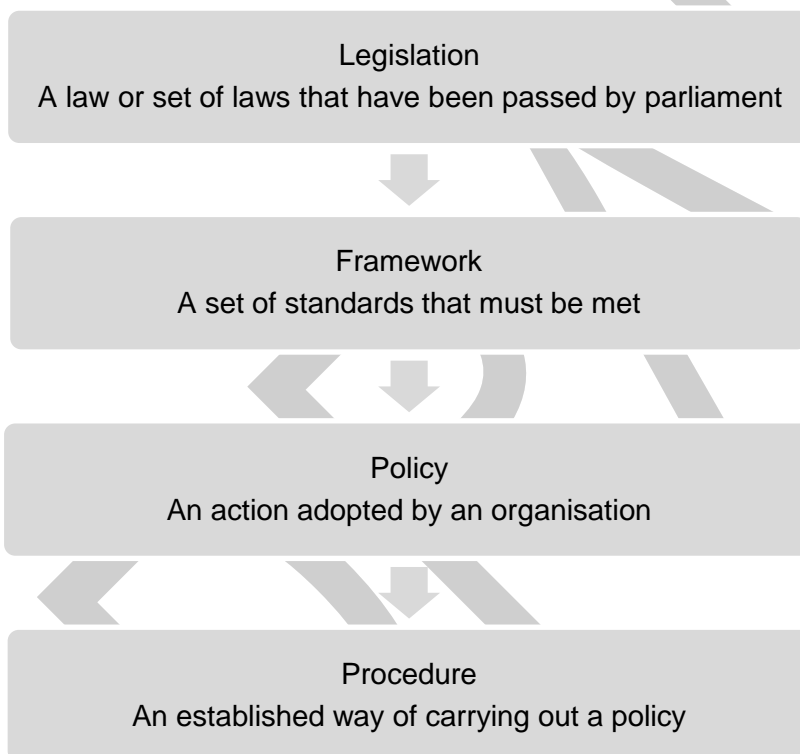 Legislation
A law or set of laws that have been passed by parliament
Framework
A set of standards that must be met
Policy
An action adopted by an organisation
Procedure
An established way of carrying out a policy